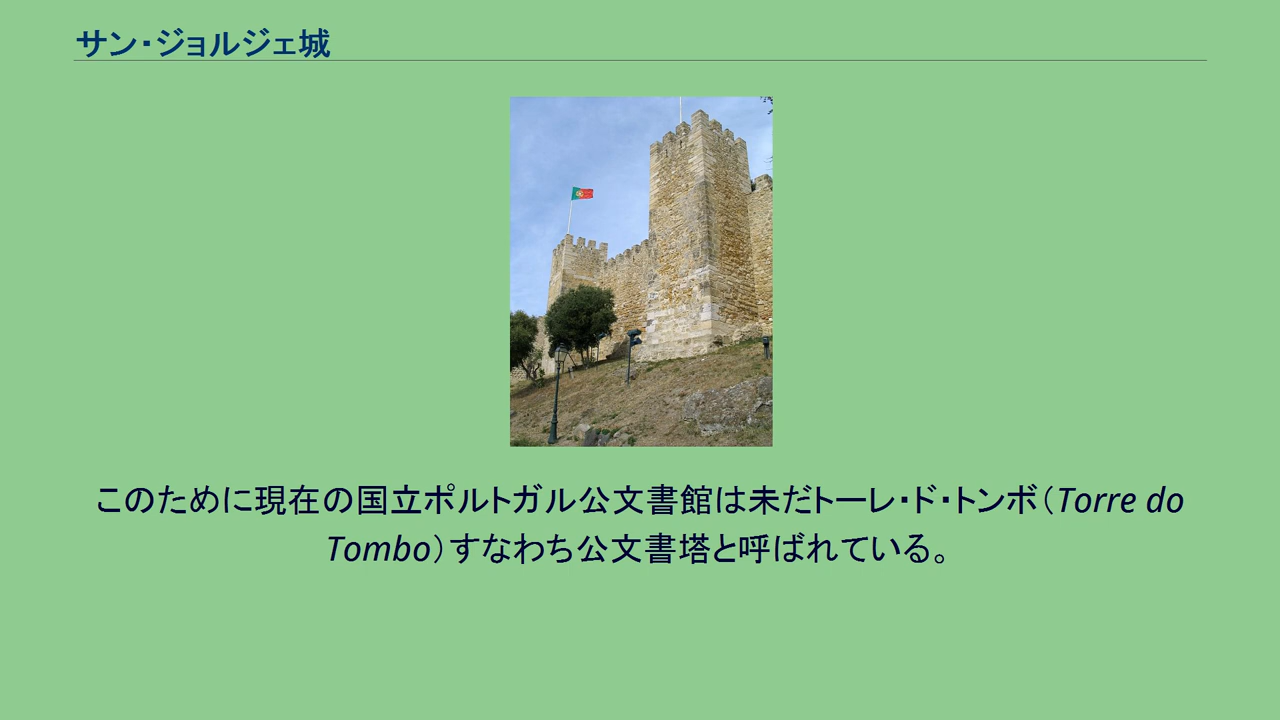 サン・ジョルジェ城
このために現在の国立ポルトガル公文書館は未だトーレ・ド・トンボ（Torre do
Tombo）すなわち公文書塔と呼ばれている。